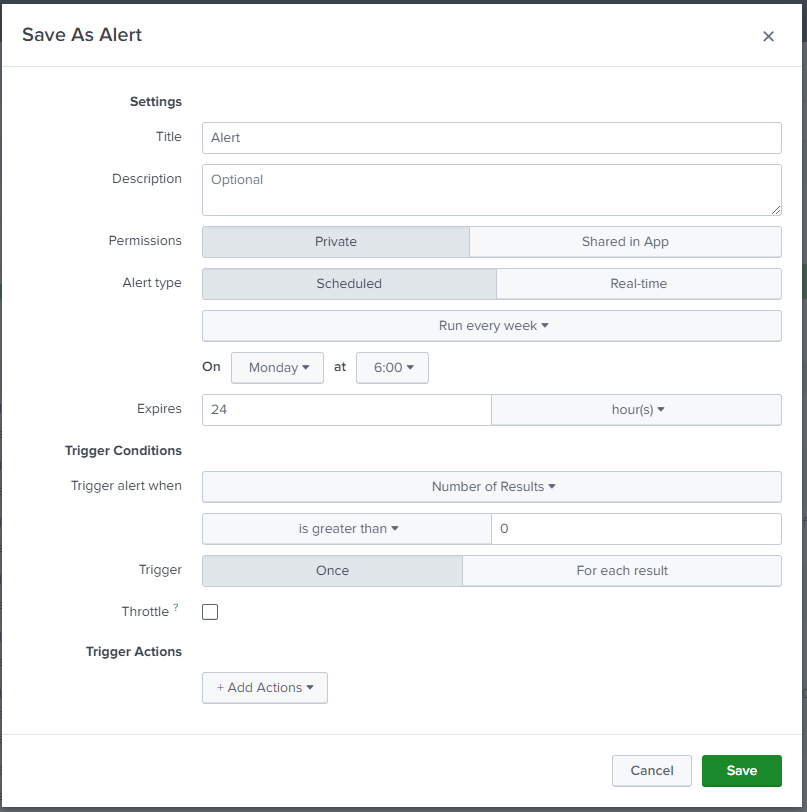 Save As Alert ×
Settings
Title Alert
Description Optional
Permissions Private Shared in App
Alert type Scheduled Real-time
Run every week
On Monday at 6:00
Expires 24 hour(s)
Trigger Conditions
Trigger alert when Number of Results
is greater than 0
Trigger Once For each result
Throttle ?
Trigger Actions
+ Add Actions
Cancel Save